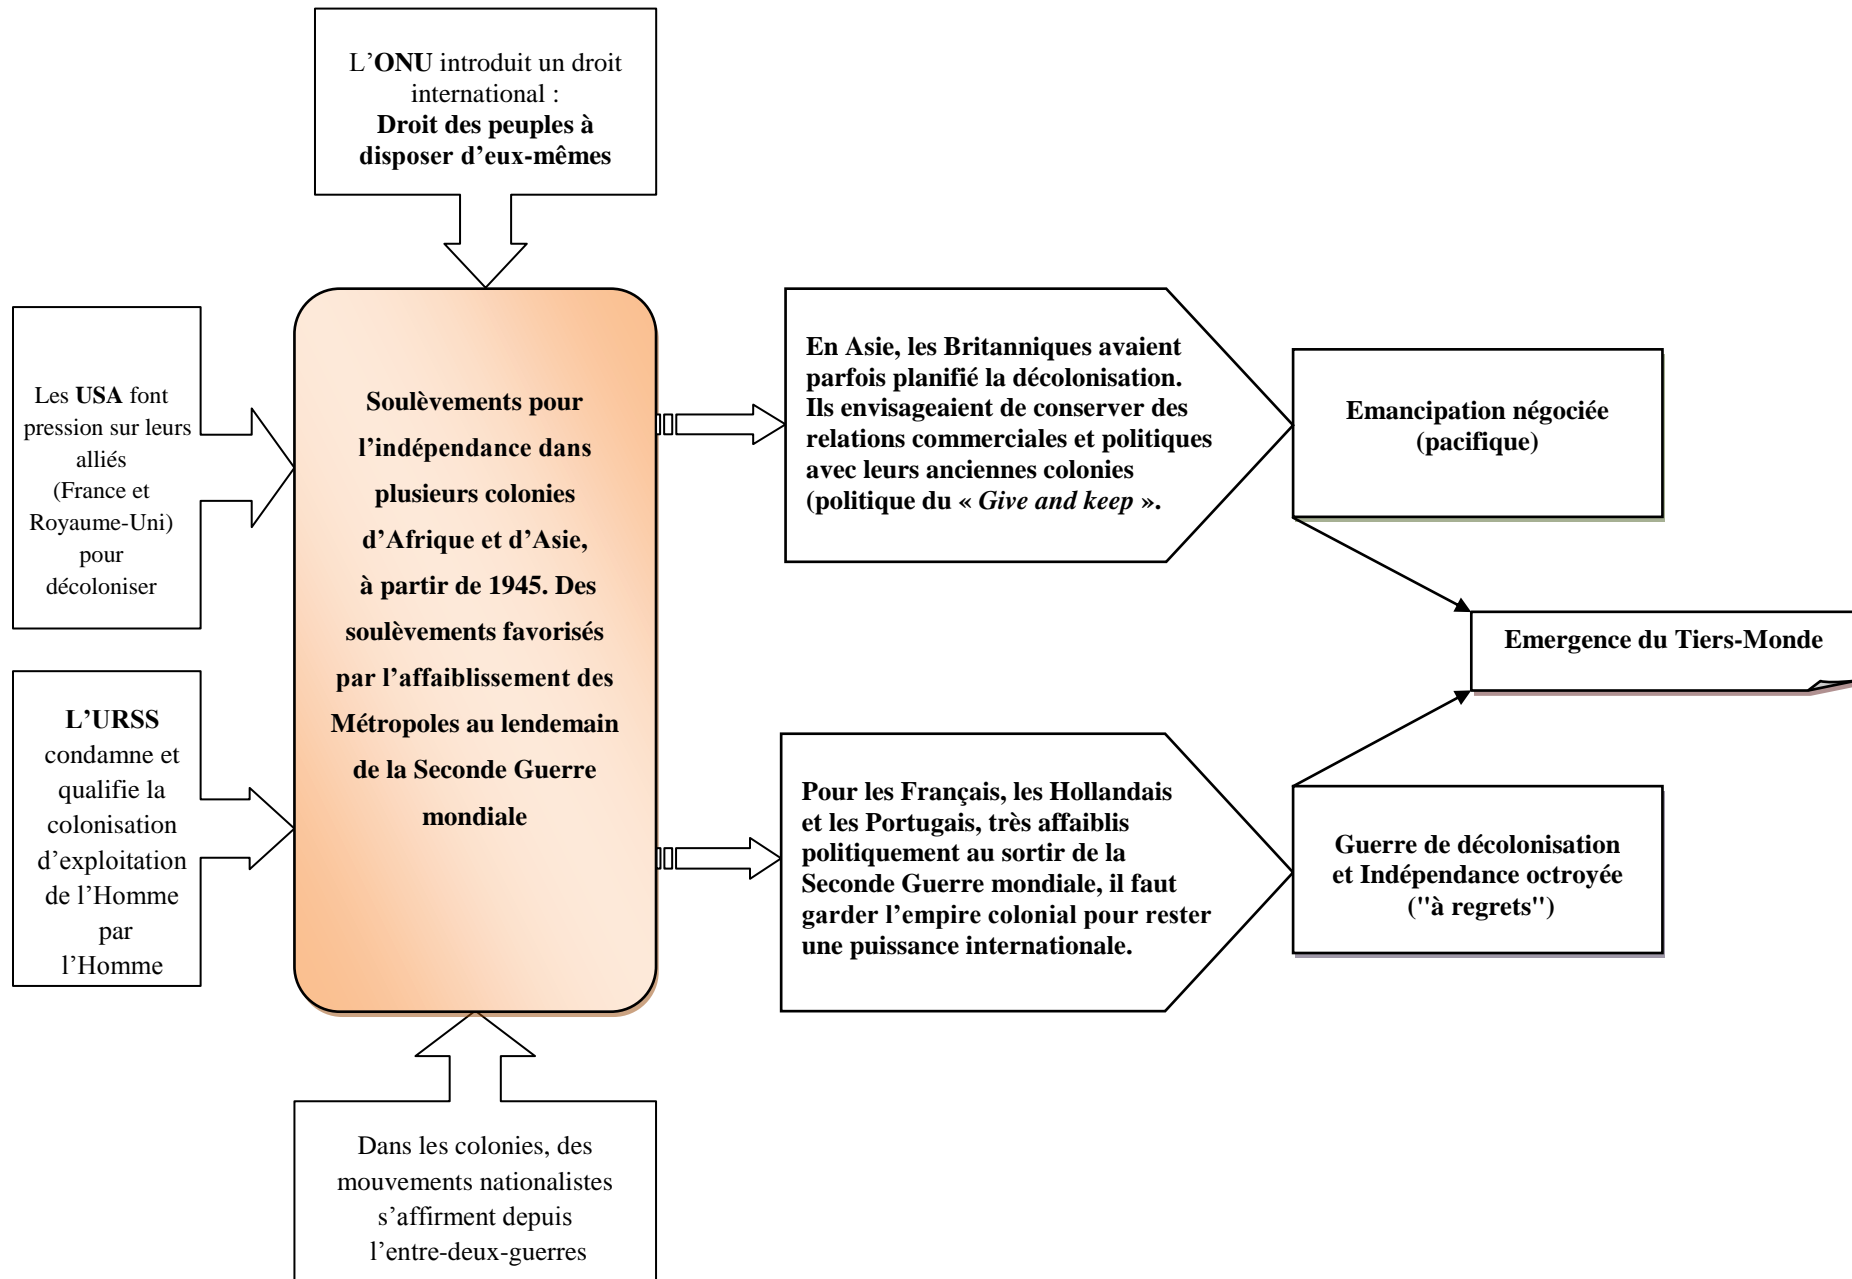 L’ONU introduit un droit
international :
Droit des peuples à
disposer d’eux-mêmes
Les USA font
pression sur leurs
alliés
(France et
Royaume-Uni)
pour
décoloniser
L’URSS
condamne et
qualifie la
colonisation
d’exploitation
de l’Homme
par
l’Homme
Soulèvements pour
l’indépendance dans
plusieurs colonies
d’Afrique et d’Asie,
à partir de 1945. Des
soulèvements favorisés
par l’affaiblissement des
Métropoles au lendemain
de la Seconde Guerre
mondiale
Dans les colonies, des
mouvements nationalistes
s’affirment depuis
l’entre-deux-guerres
En Asie, les Britanniques avaient
parfois planifié la décolonisation.
Ils envisageaient de conserver des
relations commerciales et politiques
avec leurs anciennes colonies
(politique du « Give and keep ».
Emancipation négociée
(pacifique)
Pour les Français, les Hollandais
et les Portugais, très affaiblis
politiquement au sortir de la
Seconde Guerre mondiale, il faut
garder l’empire colonial pour rester
une puissance internationale.
Guerre de décolonisation
et Indépendance octroyée
("à regrets")
Emergence du Tiers-Monde